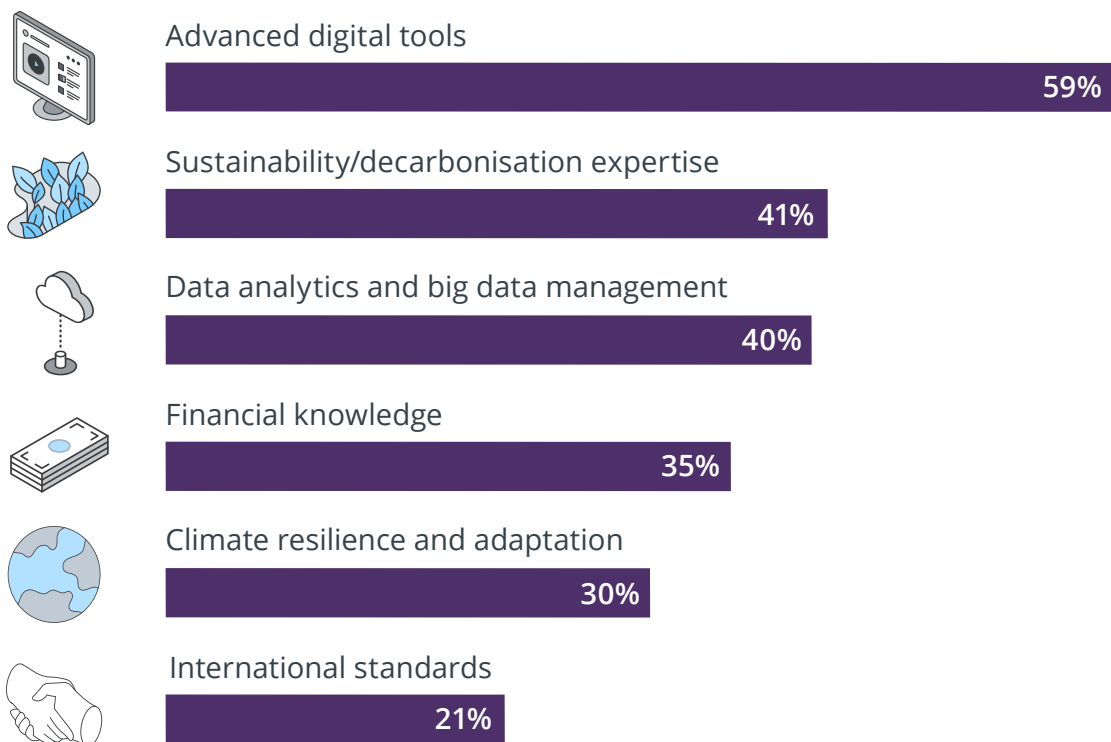 Advanced digital tools
59%
Sustainability/decarbonisation expertise
41%
Data analytics and big data management
40%
Financial knowledge
35%
Climate resilience and adaptation
30%
International standards
21%